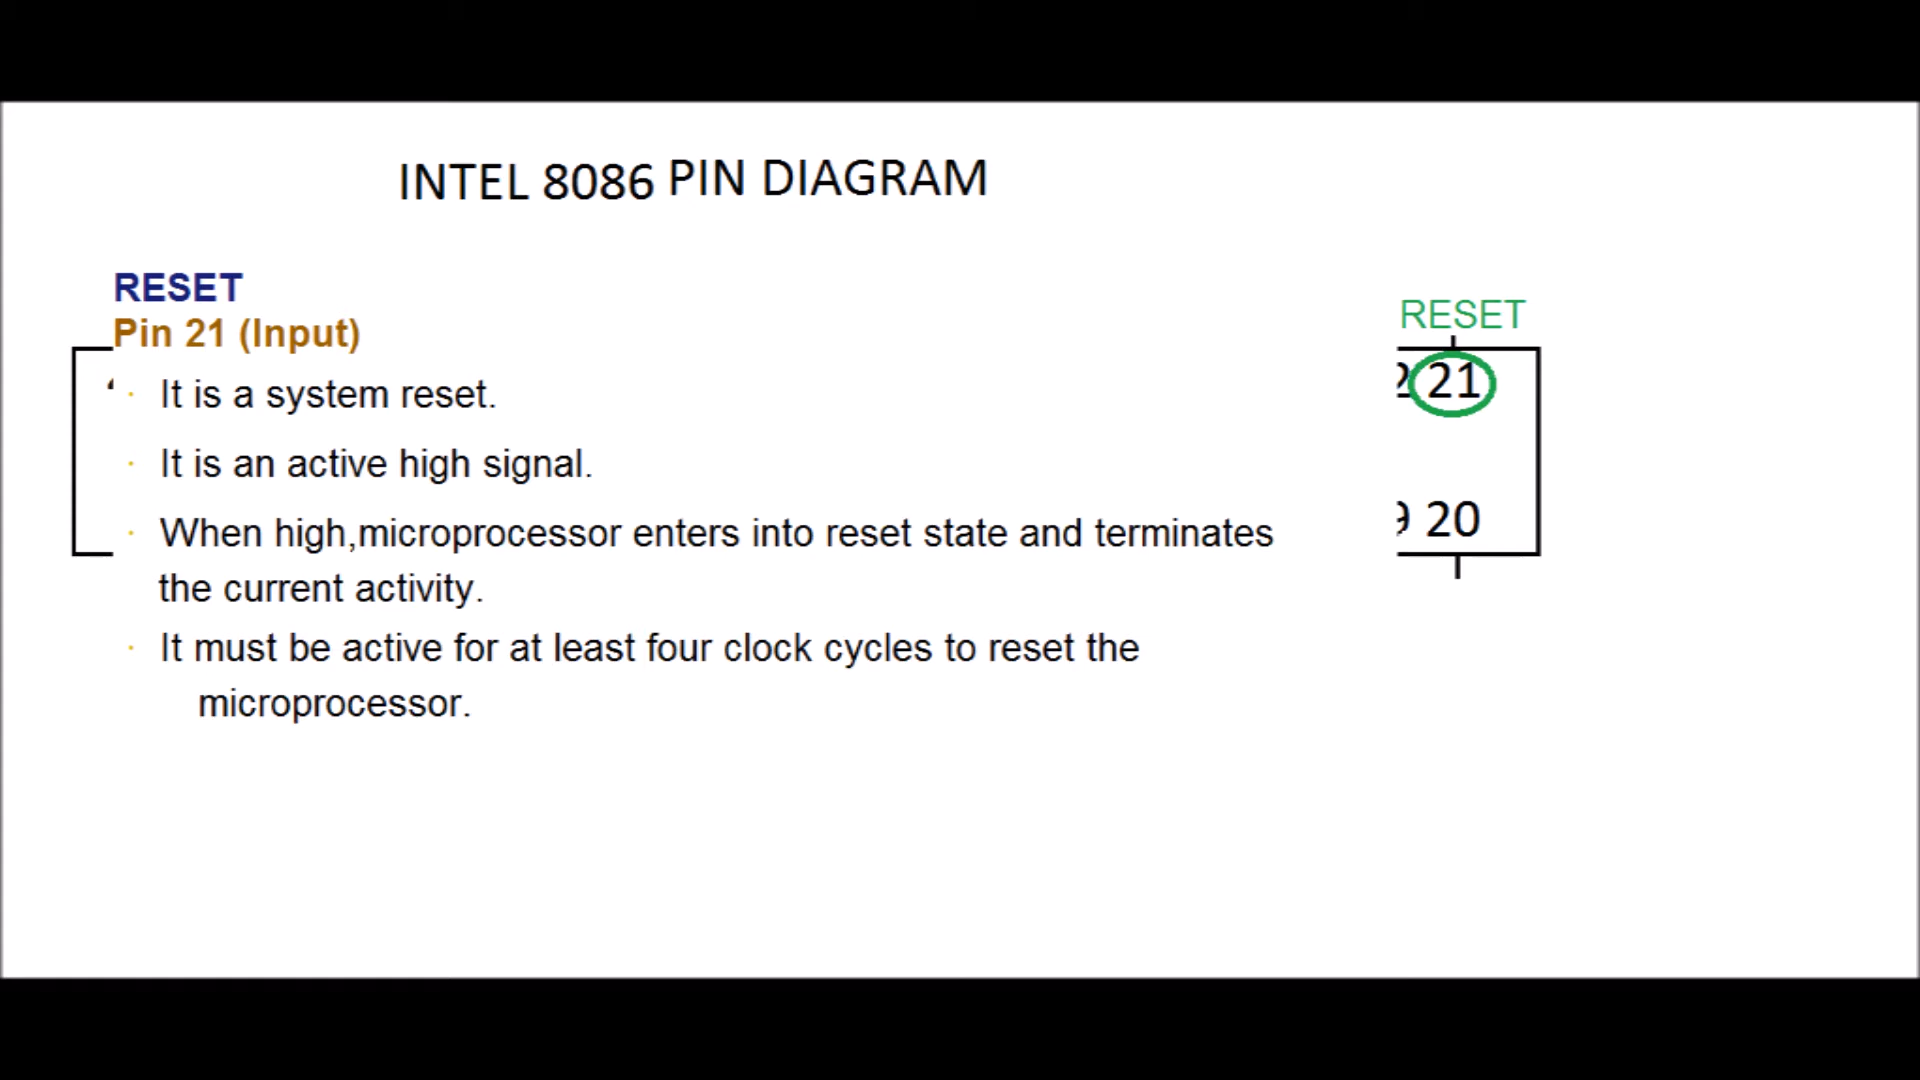 INTEL 8086 PIN DIAGRAM
RESET
Pin 21 (Input)
RESET
21
· It is a system reset.
· It is an active high signal.
20
· When high,microprocessor enters into reset state and terminates
the current activity.
· It must be active for at least four clock cycles to reset the
microprocessor.